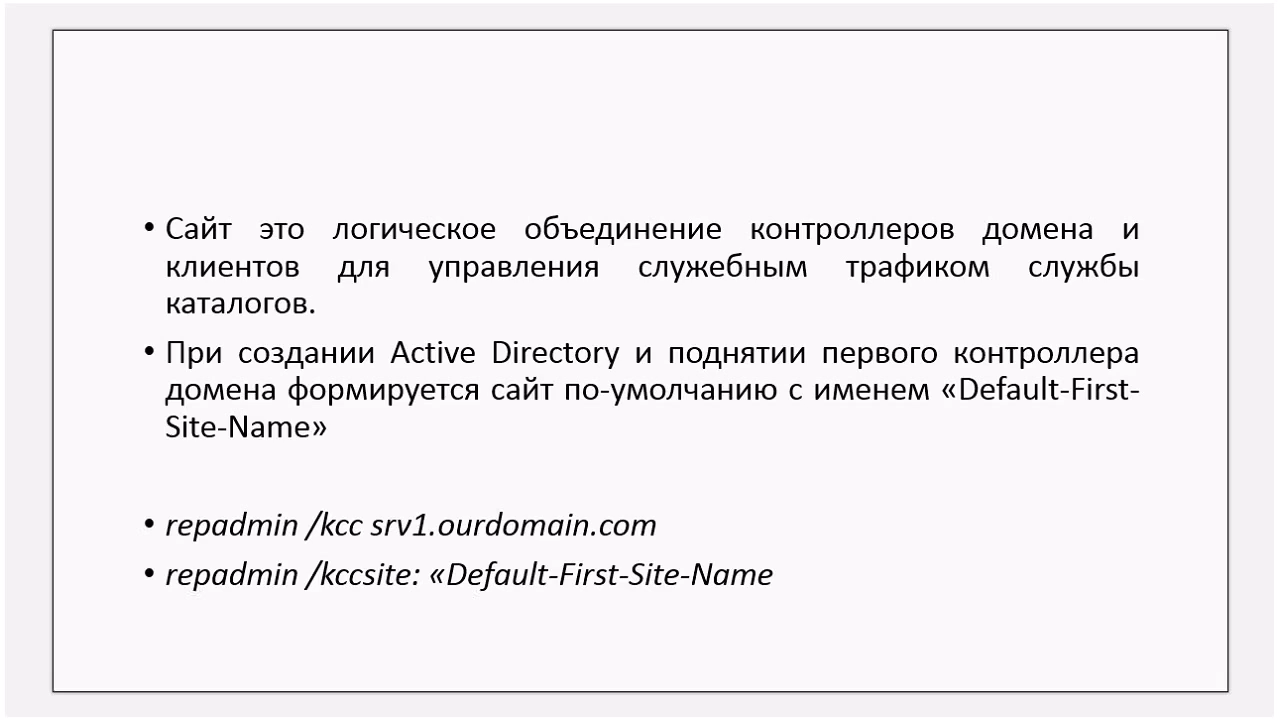 • Сайт это логическое объединение контроллеров домена и
клиентов для управления служебным трафиком службы
каталогов.
• При создании Active Directory и поднятии первого контроллера
домена формируется сайт по-умолчанию с именем «Default-First-
Site-Name»
• repadmin /kcc srv1.ourdomain.com
• repadmin /kccsite: «Default-First-Site-Name